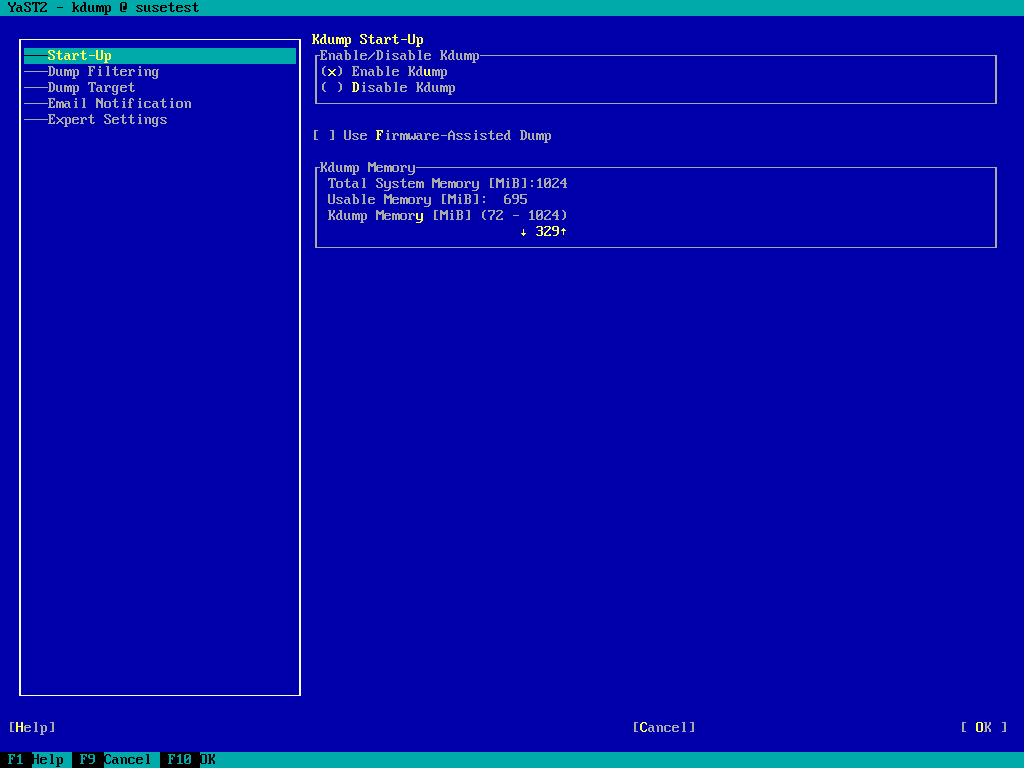 YaST2 - kdump @ susetest
Start-Up
Dump Filtering
Dump Target
Email Notification
Expert Settings
Kdump Start-Up
Enable/Disable Kdump
(x) Enable Kdump
( ) Disable Kdump
[ ] Use Firmware-Assisted Dump
Kdump Memory
Total System Memory [MiB]:1024
Usable Memory [MiB]:  695
Kdump Memory [MiB] (72 - 1024)
↓ 329↑
[Help] [Cancel] [ OK ]
F1 Help F9 Cancel F10 OK